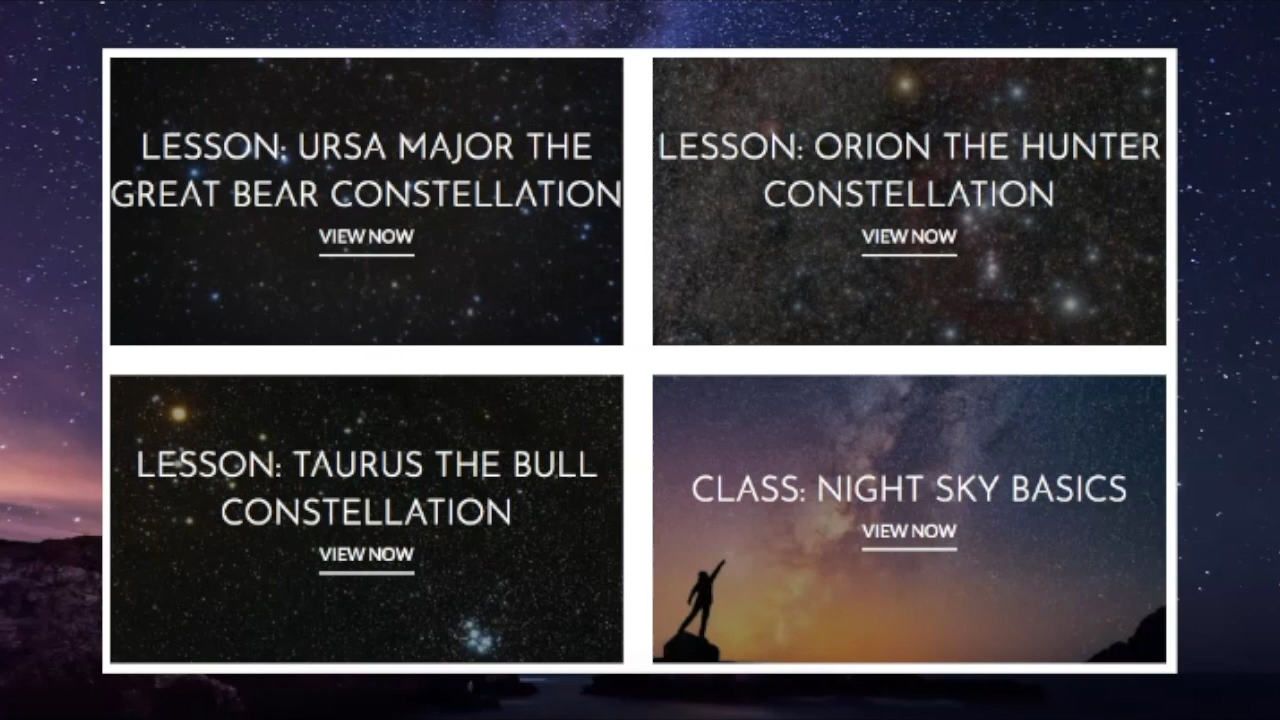 LESSON: URSA MAJOR THE
GREAT BEAR CONSTELLATION
VIEW NOW
LESSON: ORION THE HUNTER
CONSTELLATION
VIEW NOW
LESSON: TAURUS THE BULL
CONSTELLATION
VIEW NOW
CLASS: NIGHT SKY BASICS
VIEW NOW